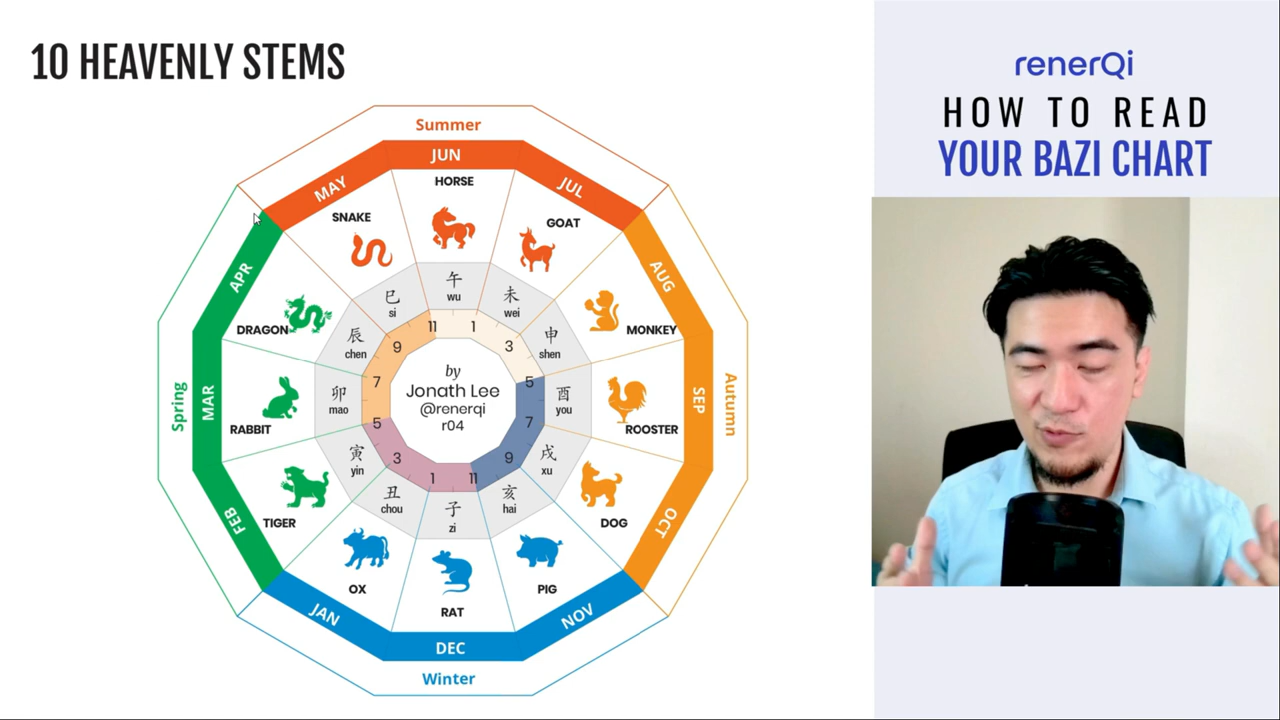 10 HEAVENLY STEMS
renerQi
HOW TO READ
YOUR BAZI CHART
Summer
JUN
MAY
JUL
HORSE
SNAKE
GOAT
APR
AUG
午
wu
巳
si
未
wei
DRAGON
MONKEY
辰
chen
申
shen
11
1
9
3
7
5
by
Jonath Lee
@renerqi
r04
Spring
MAR
RABBIT
卯
mao
酉
you
ROOSTER
SEP
Autumn
5
7
3
9
1
11
寅
yin
戌
xu
丑
chou
亥
hai
子
zi
TIGER
DOG
FEB
OCT
OX
RAT
PIG
JAN
NOV
DEC
Winter